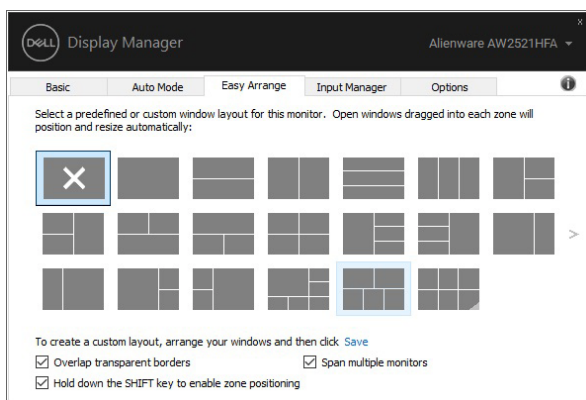 x
DELL Display Manager Alienware AW2521HFA
Basic Auto Mode Easy Arrange Input Manager Options
Select a predefined or custom window layout for this monitor. Open windows dragged into each zone will
position and resize automatically:
>
To create a custom layout, arrange your windows and then click Save
Overlap transparent borders Span multiple monitors
Hold down the SHIFT key to enable zone positioning